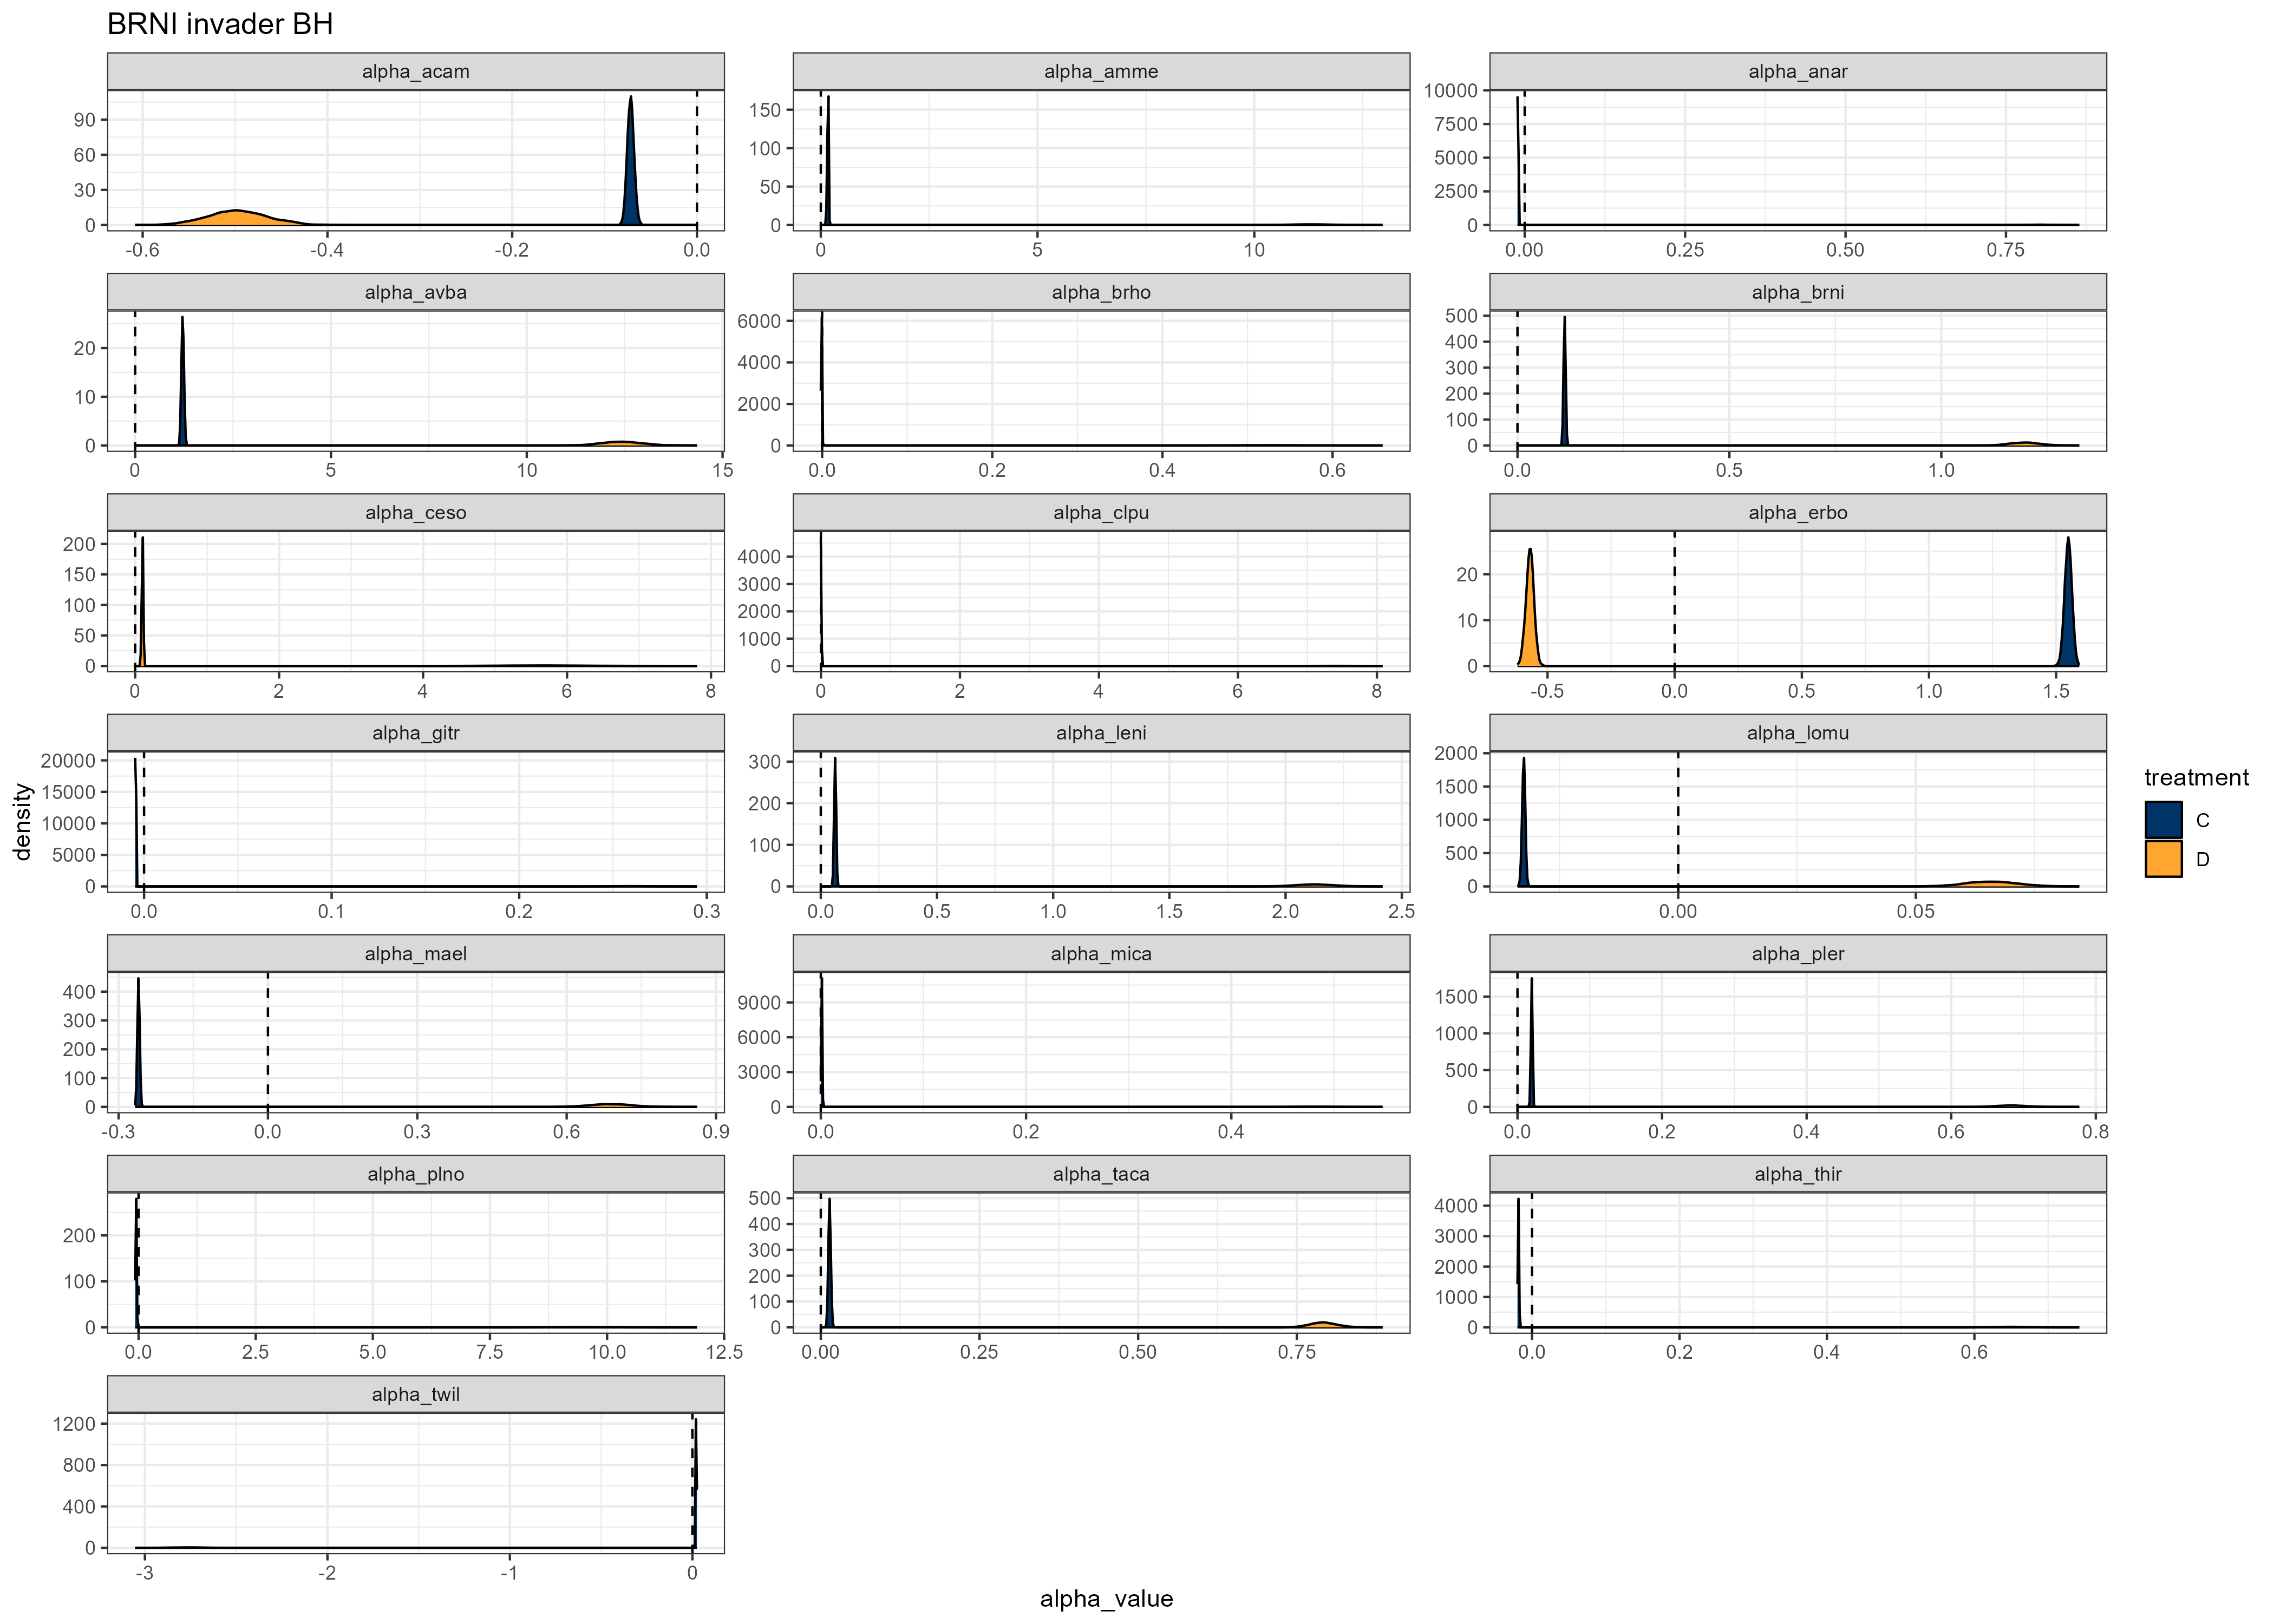 BRNI invader BH
alpha_acam alpha_amme alpha_anar
90 60 30 0
-0.6 -0.4 -0.2 0.0
150 100 50 0
0 5 10
10000 7500 5000 2500 0
0.00 0.25 0.50 0.75
alpha_avba alpha_brho alpha_brni
20 10 0
0 5 10 15
6000 4000 2000 0
0.0 0.2 0.4 0.6
500 400 300 200 100 0
0.0 0.5 1.0
alpha_ceso alpha_clpu alpha_erbo
200 150 100 50 0
0 2 4 6 8
4000 3000 2000 1000 0
0 2 4 6 8
20 10 0
-0.5 0.0 0.5 1.0 1.5
alpha_gitr alpha_leni alpha_lomu
20000 15000 10000 5000 0
0.0 0.1 0.2 0.3
300 200 100 0
0.0 0.5 1.0 1.5 2.0 2.5
2000 1500 1000 500 0
0.00 0.05
alpha_mael alpha_mica alpha_pler
400 300 200 100 0
-0.3 0.0 0.3 0.6 0.9
9000 6000 3000 0
0.0 0.2 0.4
1500 1000 500 0
0.0 0.2 0.4 0.6 0.8
alpha_plno alpha_taca alpha_thir
200 100 0
0.0 2.5 5.0 7.5 10.0 12.5
500 400 300 200 100 0
0.00 0.25 0.50 0.75
4000 3000 2000 1000 0
0.0 0.2 0.4 0.6
alpha_twil
1200 800 400 0
-3 -2 -1 0
density
alpha_value
treatment
C
D